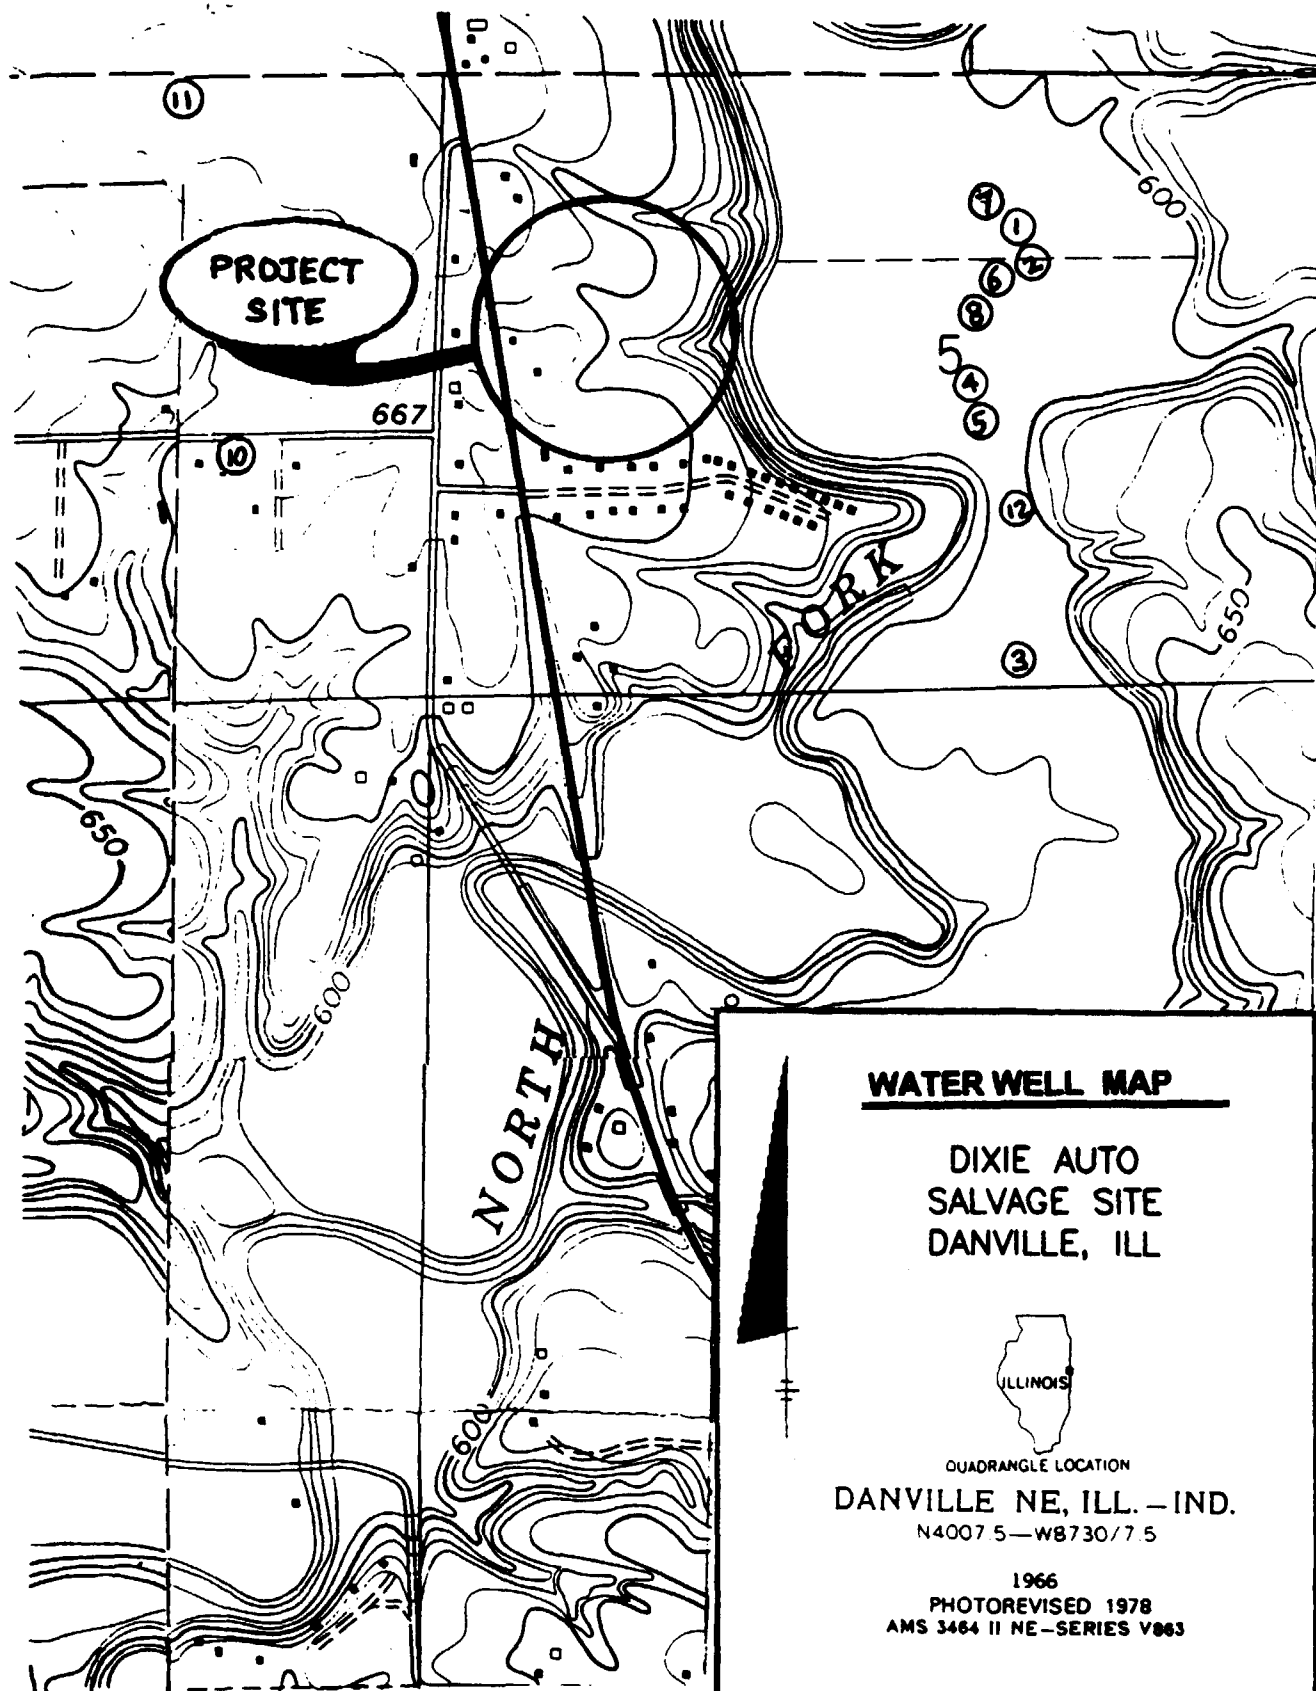 11
600
7
1
PROJECT
SITE
2
6
8
5
4
667
5
10
12
FORK
650
3
650
600
NORTH
WATER WELL MAP
DIXIE AUTO
SALVAGE SITE
DANVILLE, ILL
ILLINOIS
QUADRANGLE LOCATION
600
DANVILLE NE, ILL.–IND.
N4007.5—W8730/7.5
1966
PHOTOREVISED 1978
AMS 3464 II NE–SERIES V863